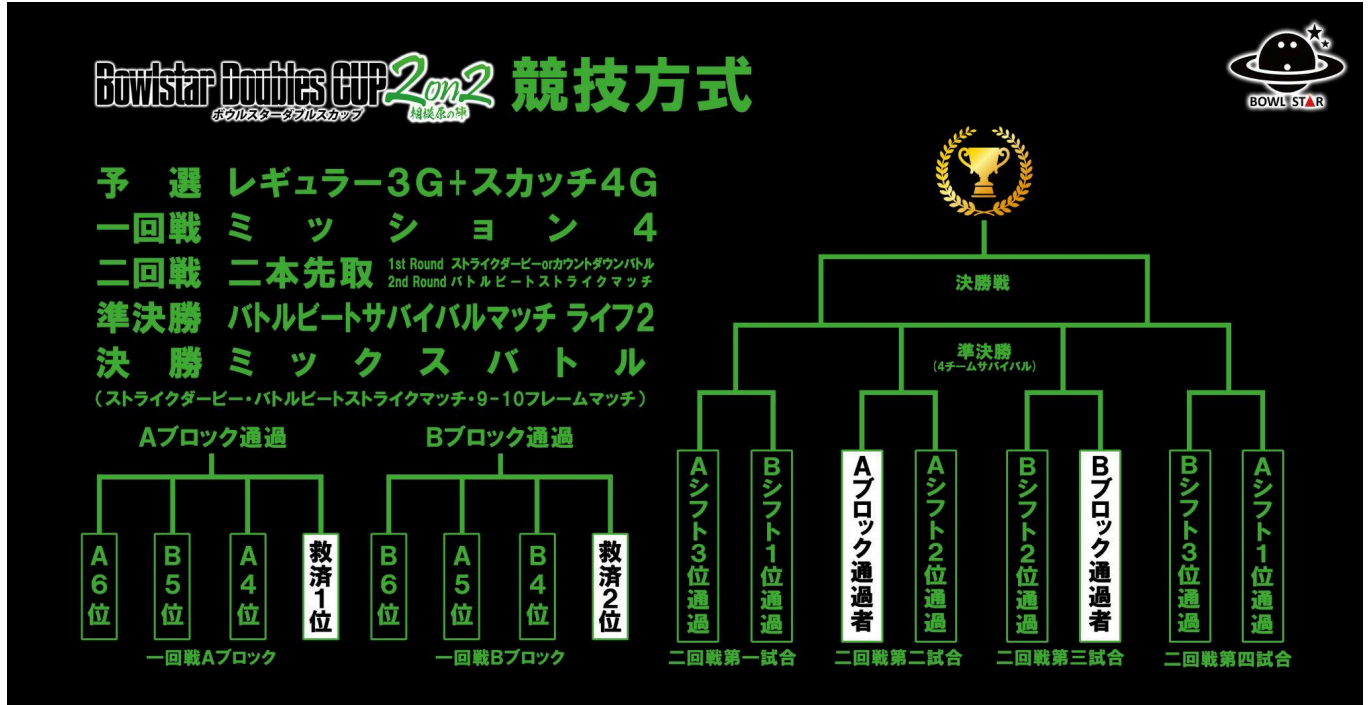 Bowlstar Doubles CUP 2on2 競技方式
ボウルスターダブルスカップ
相模原の陣
BOWL STAR
予選 レギュラー3G+スカッチ4G
一回戦 ミッション4
二回戦 二本先取 1st Round ストライクダービーorカウントダウンバトル
2nd Round バトルビートストライクマッチ
準決勝 バトルビートサバイバルマッチ ライフ2
決勝 ミックスバトル
(ストライクダービー・バトルビートストライクマッチ・9-10フレームマッチ)
Aブロック通過
A6位
B5位
A4位
救済1位
一回戦Aブロック
Bブロック通過
B6位
A5位
B4位
救済2位
一回戦Bブロック
決勝戦
準決勝
(4チームサバイバル)
Aシフト3位通過
Bシフト1位通過
二回戦第一試合
Aブロック通過者
Aシフト2位通過
二回戦第二試合
Bシフト2位通過
Bブロック通過者
二回戦第三試合
Bシフト3位通過
Aシフト1位通過
二回戦第四試合